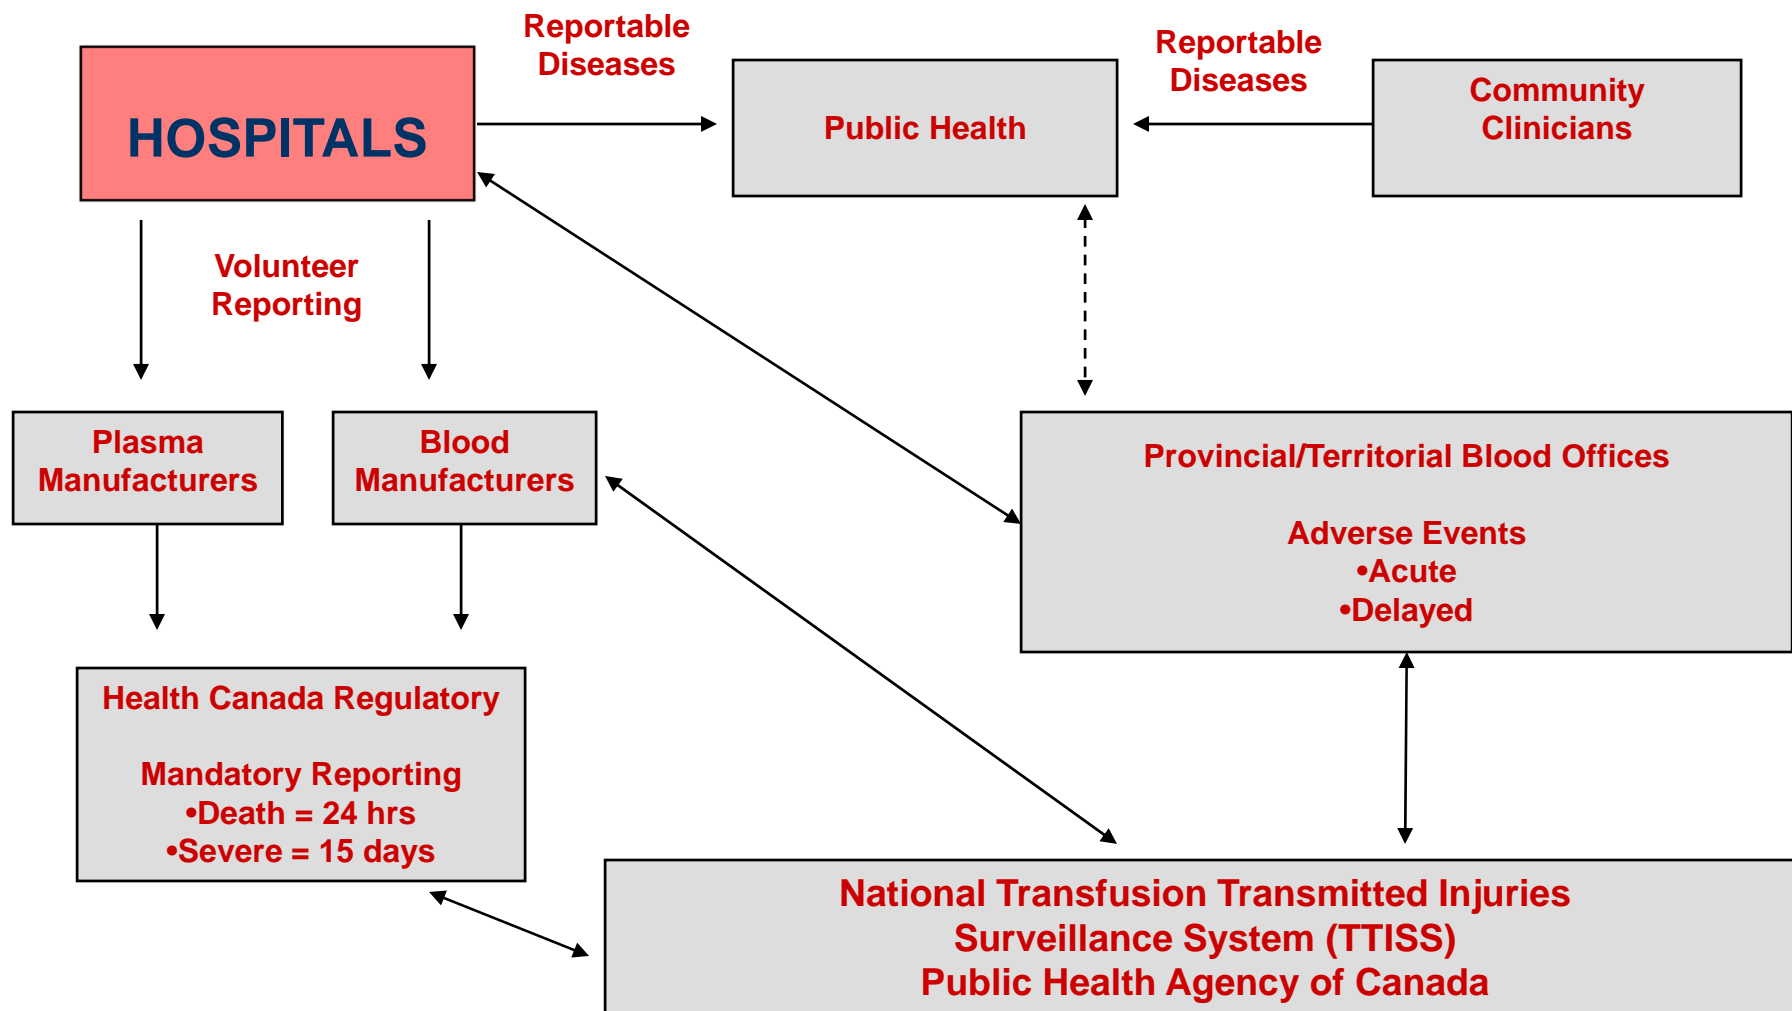 Reportable
Diseases
Reportable
Diseases
HOSPITALS
Public Health
Community
Clinicians
Volunteer
Reporting
Plasma
Manufacturers
Blood
Manufacturers
Provincial/Territorial Blood Offices
Adverse Events
•Acute
•Delayed
Health Canada Regulatory
Mandatory Reporting
•Death = 24 hrs
•Severe = 15 days
National Transfusion Transmitted Injuries
Surveillance System (TTISS)
Public Health Agency of Canada